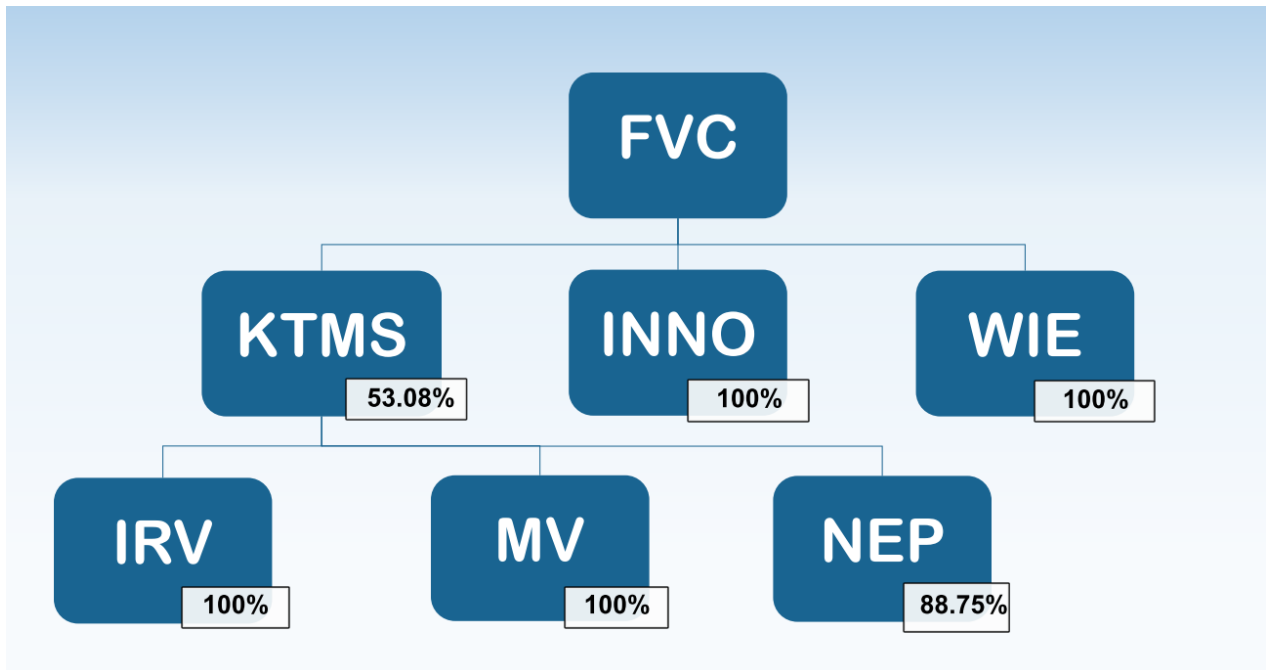 FVC
KTMS
53.08%
INNO
100%
WIE
100%
IRV
100%
MV
100%
NEP
88.75%